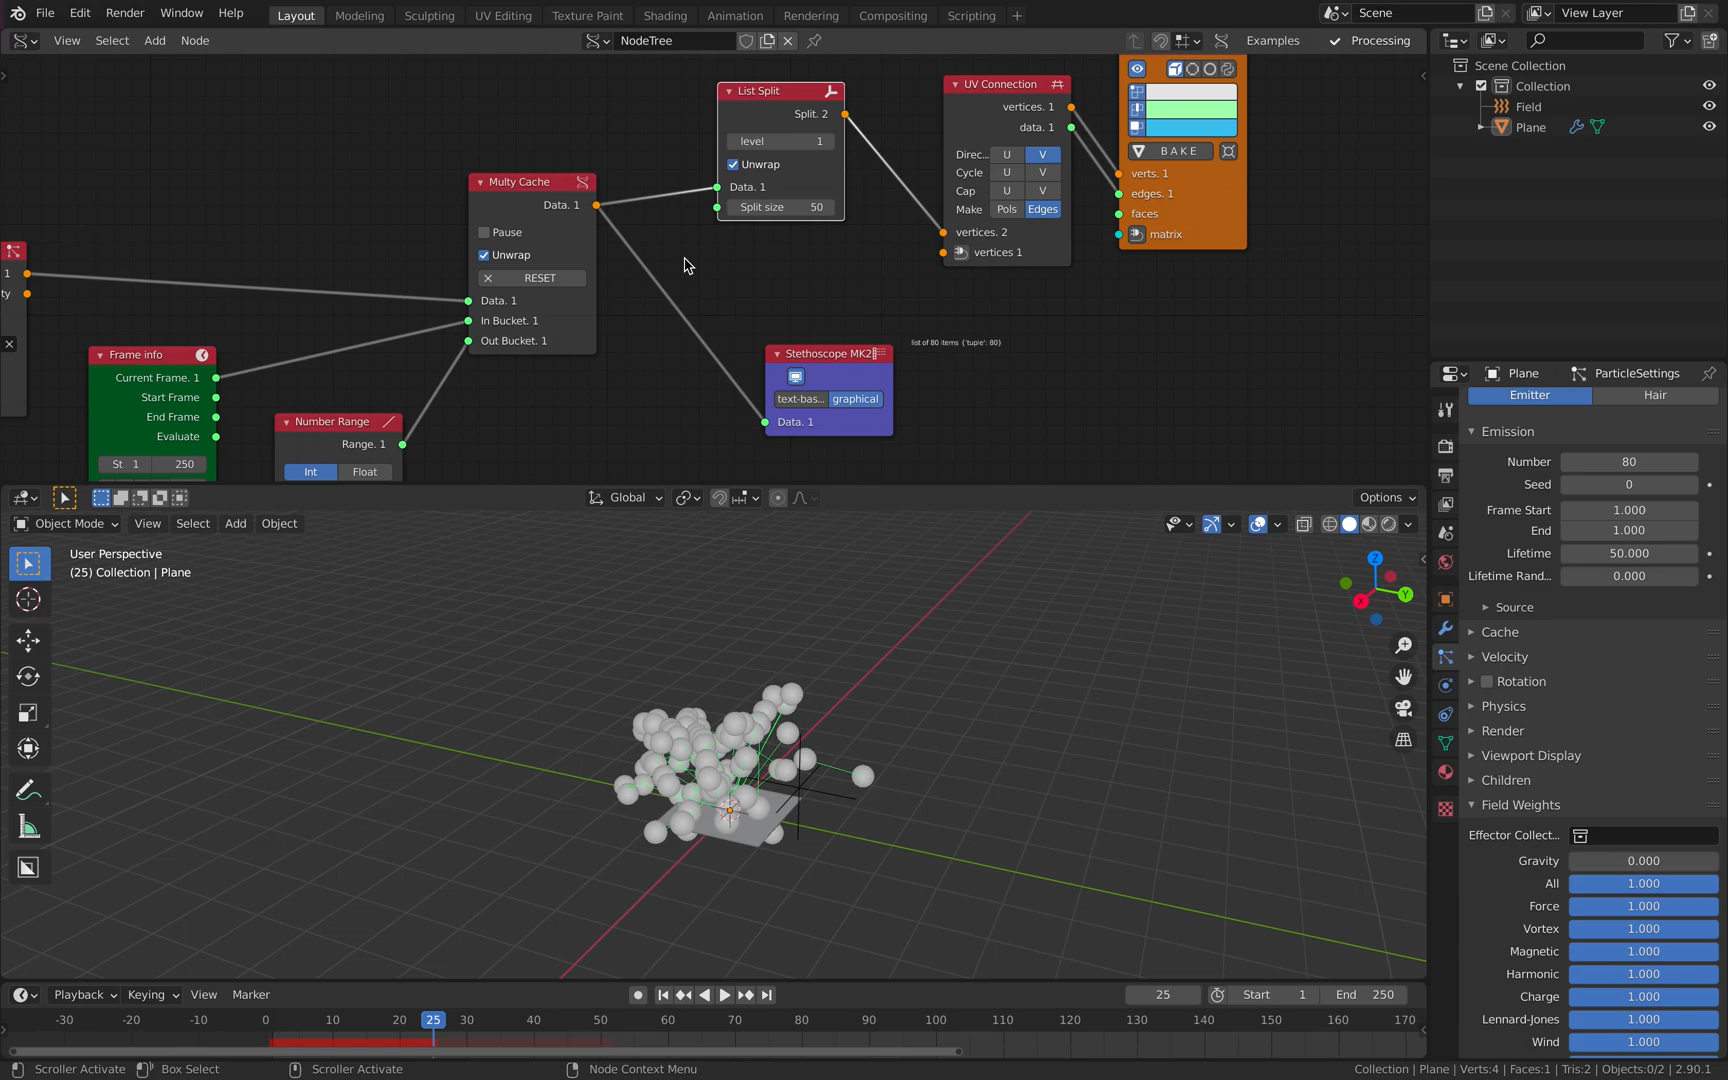 File Edit Render Window Help Layout Modeling Sculpting UV Editing Texture Paint Shading Animation Rendering Compositing Scripting + Scene View Layer
View Select Add Node NodeTree Examples Processing
Scene Collection
Collection
Field
Plane
List Split
Split. 2
level 1
Unwrap
Data. 1
Split size 50
UV Connection
vertices. 1
data. 1
Direc... U V
Cycle U V
Cap U V
Make Pols Edges
vertices. 2
vertices 1
BAKE
verts. 1
edges. 1
faces
matrix
Multy Cache
Data. 1
Pause
Unwrap
RESET
Data. 1
In Bucket. 1
Out Bucket. 1
1
ty
Frame info
Current Frame. 1
Start Frame
End Frame
Evaluate
St 1 250
Number Range
Range. 1
Int Float
Stethoscope MK2
text-bas... graphical
Data. 1
list of 80 items {'tuple': 80}
Plane ParticleSettings
Emitter Hair
Emission
Number 80
Seed 0
Frame Start 1.000
End 1.000
Lifetime 50.000
Lifetime Rand... 0.000
Source
Cache
Velocity
Rotation
Physics
Render
Viewport Display
Children
Field Weights
Effector Collect...
Gravity 0.000
All 1.000
Force 1.000
Vortex 1.000
Magnetic 1.000
Harmonic 1.000
Charge 1.000
Lennard-Jones 1.000
Wind 1.000
Global Options
Object Mode View Select Add Object
User Perspective
(25) Collection | Plane
Z
Y
X
Playback Keying View Marker 25 Start 1 End 250
-30 -20 -10 0 10 20 25 30 40 50 60 70 80 90 100 110 120 130 140 150 160 170
Scroller Activate Box Select Scroller Activate Node Context Menu Collection | Plane | Verts:4 | Faces:1 | Tris:2 | Objects:0/2 | 2.90.1